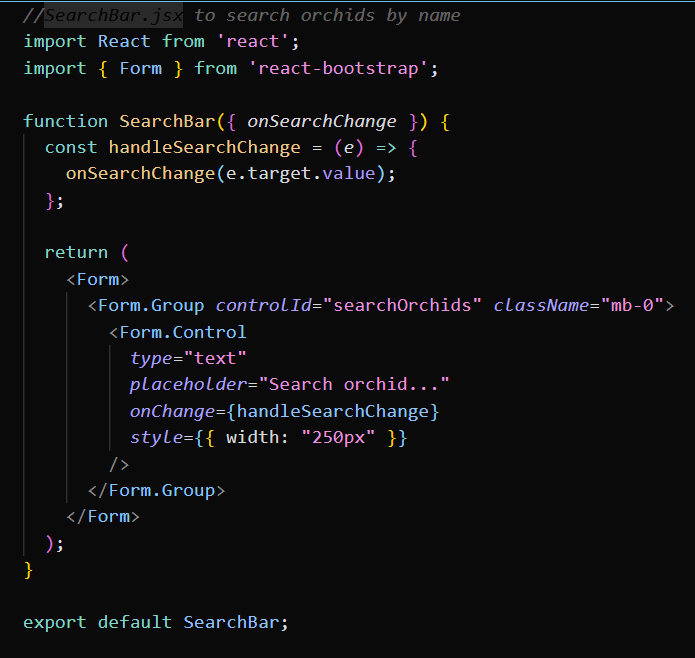 //SearchBar.jsx to search orchids by name
import React from 'react';
import { Form } from 'react-bootstrap';

function SearchBar({ onSearchChange }) {
  const handleSearchChange = (e) => {
    onSearchChange(e.target.value);
  };

  return (
    <Form>
      <Form.Group controlId="searchOrchids" className="mb-0">
        <Form.Control
          type="text"
          placeholder="Search orchid..."
          onChange={handleSearchChange}
          style={{ width: "250px" }}
        />
      </Form.Group>
    </Form>
  );
}

export default SearchBar;